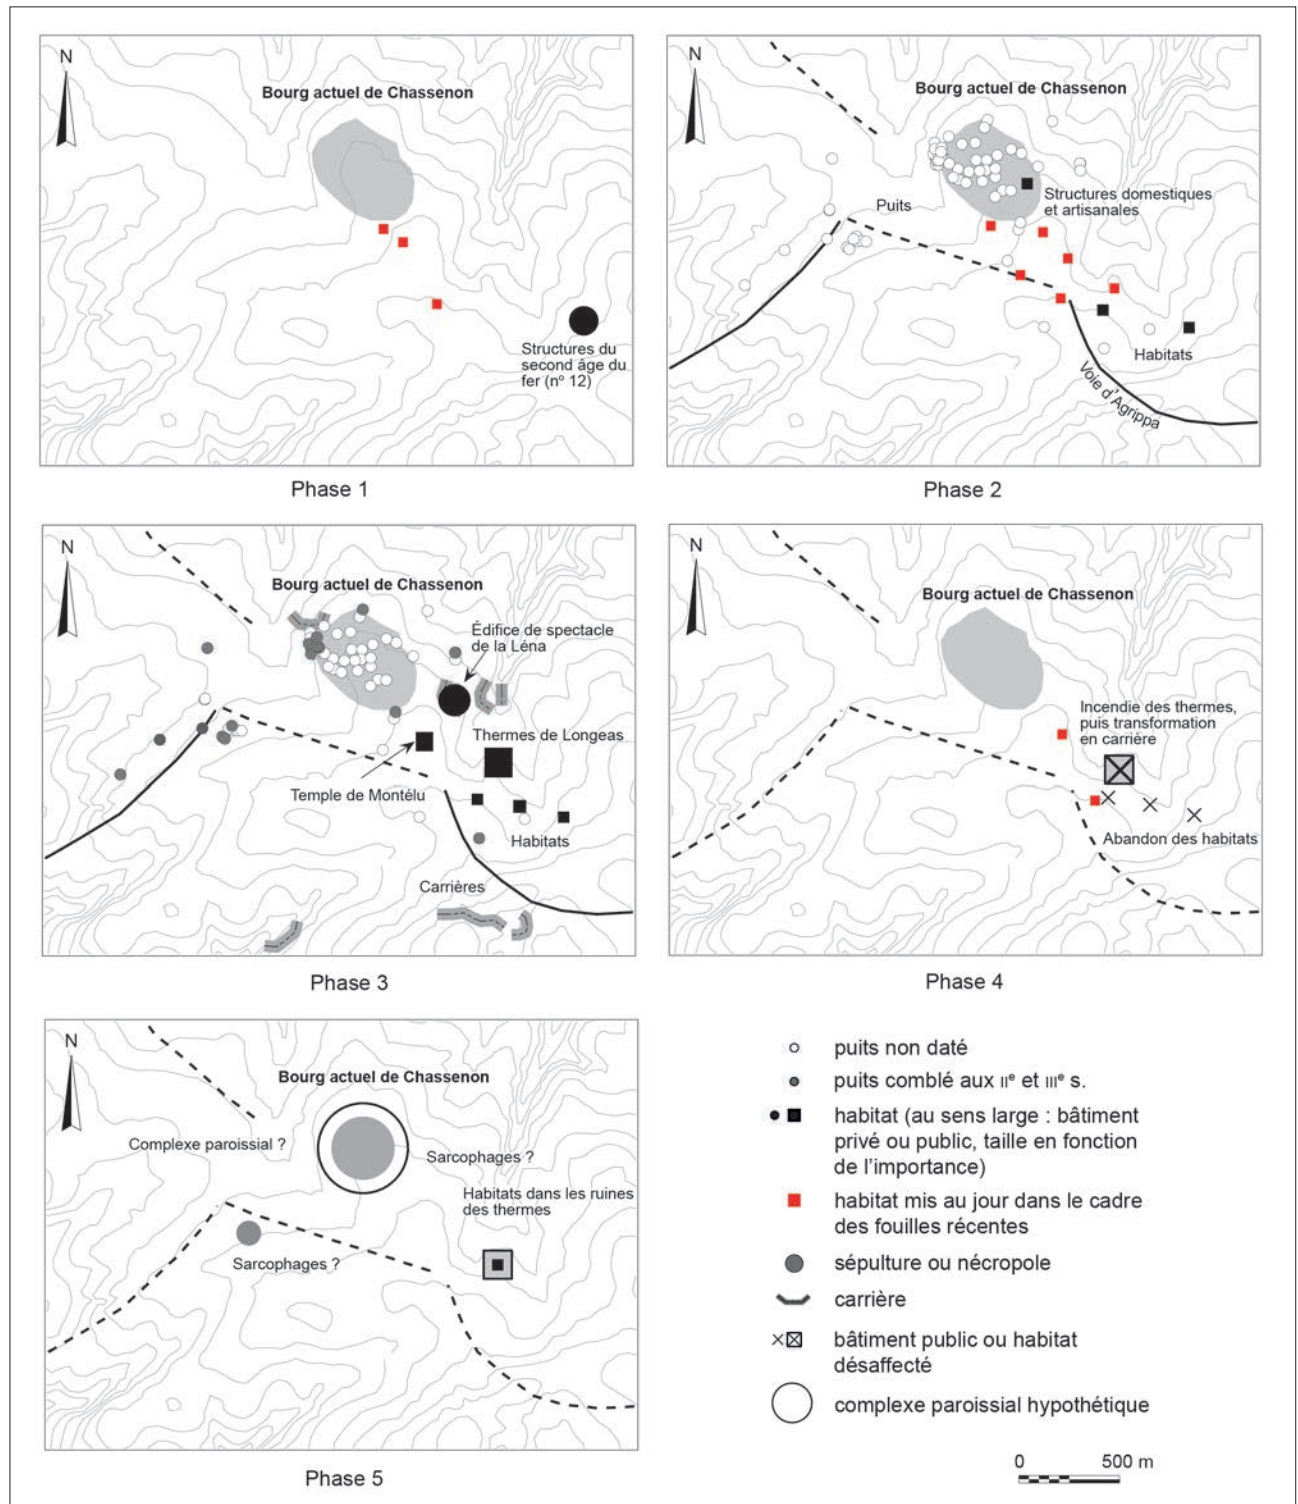 N
Bourg actuel de Chassenon
Structures du
second âge du
fer (nº 12)
Phase 1
N
Bourg actuel de Chassenon
Structures domestiques
et artisanales
Puits
Habitats
Voie d'Agrippa
Phase 2
N
Bourg actuel de Chassenon
Édifice de spectacle
de la Léna
Thermes de Longeas
Temple de Montélu
Habitats
Carrières
Phase 3
N
Bourg actuel de Chassenon
Incendie des thermes,
puis transformation
en carrière
Abandon des habitats
Phase 4
N
Bourg actuel de Chassenon
Complexe paroissial ?
Sarcophages ?
Habitats dans les ruines
des thermes
Sarcophages ?
Phase 5
puits non daté
puits comblé aux IIe et IIIe s.
habitat (au sens large : bâtiment
privé ou public, taille en fonction
de l'importance)
habitat mis au jour dans le cadre
des fouilles récentes
sépulture ou nécropole
carrière
bâtiment public ou habitat
désaffecté
complexe paroissial hypothétique
0 500 m